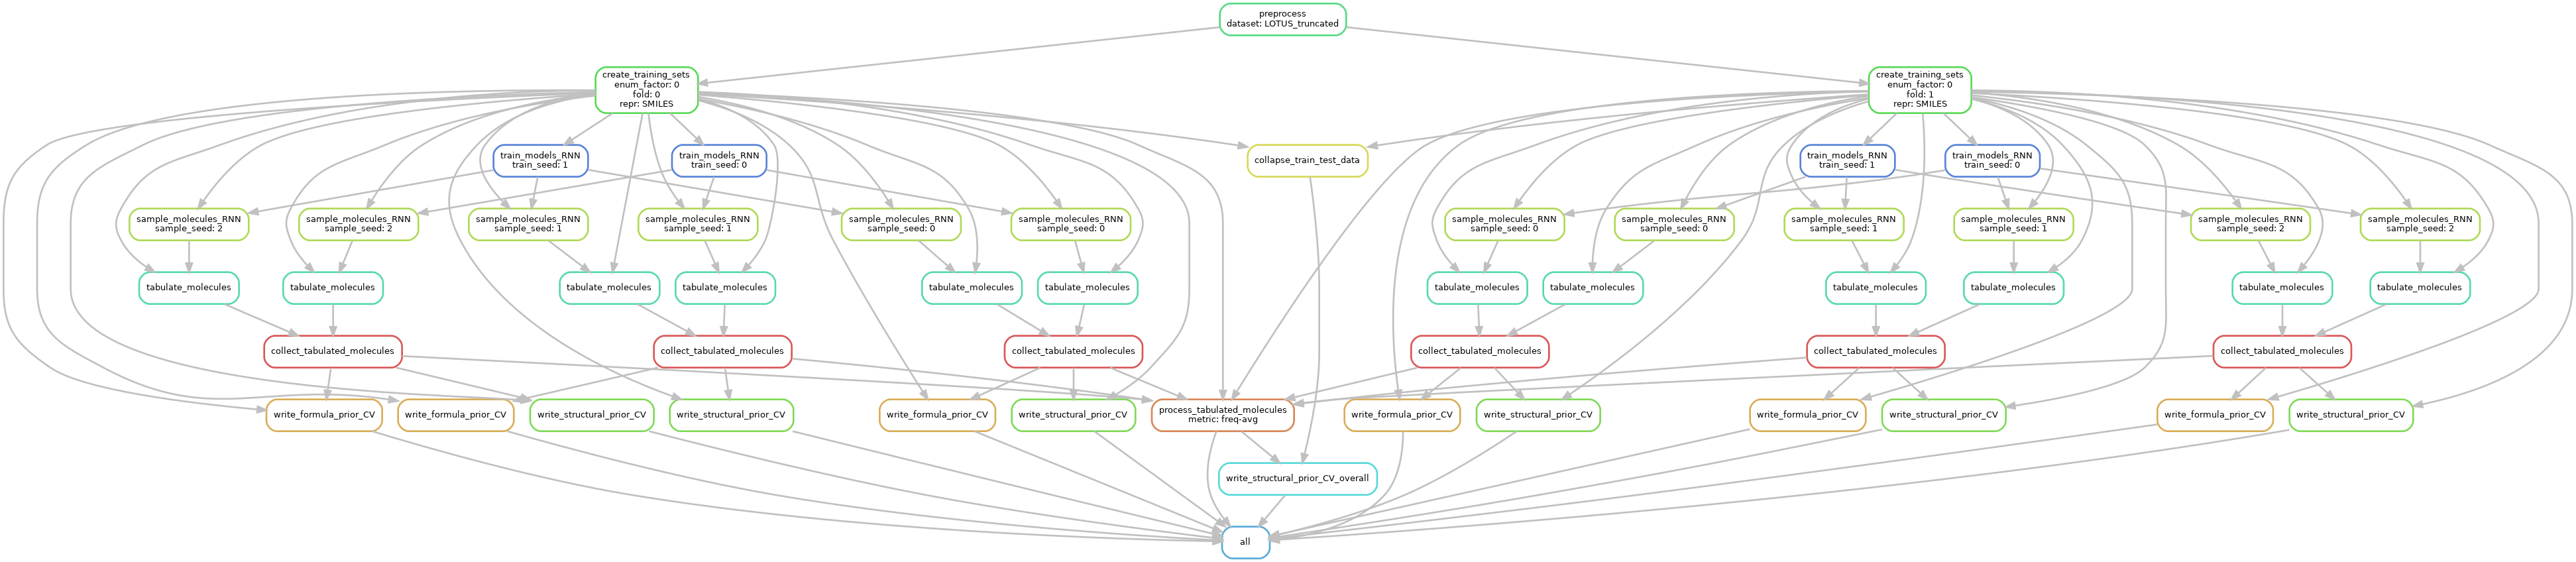 preprocess
dataset: LOTUS_truncated
create_training_sets
enum_factor: 0
fold: 0
repr: SMILES
create_training_sets
enum_factor: 0
fold: 1
repr: SMILES
train_models_RNN
train_seed: 1
train_models_RNN
train_seed: 0
collapse_train_test_data
train_models_RNN
train_seed: 1
train_models_RNN
train_seed: 0
sample_molecules_RNN
sample_seed: 2
sample_molecules_RNN
sample_seed: 2
sample_molecules_RNN
sample_seed: 1
sample_molecules_RNN
sample_seed: 1
sample_molecules_RNN
sample_seed: 0
sample_molecules_RNN
sample_seed: 0
sample_molecules_RNN
sample_seed: 0
sample_molecules_RNN
sample_seed: 0
sample_molecules_RNN
sample_seed: 1
sample_molecules_RNN
sample_seed: 1
sample_molecules_RNN
sample_seed: 2
sample_molecules_RNN
sample_seed: 2
tabulate_molecules
tabulate_molecules
tabulate_molecules
tabulate_molecules
tabulate_molecules
tabulate_molecules
tabulate_molecules
tabulate_molecules
tabulate_molecules
tabulate_molecules
tabulate_molecules
tabulate_molecules
collect_tabulated_molecules
collect_tabulated_molecules
collect_tabulated_molecules
collect_tabulated_molecules
collect_tabulated_molecules
collect_tabulated_molecules
write_formula_prior_CV
write_formula_prior_CV
write_structural_prior_CV
write_structural_prior_CV
write_formula_prior_CV
write_structural_prior_CV
process_tabulated_molecules
metric: freq-avg
write_formula_prior_CV
write_structural_prior_CV
write_formula_prior_CV
write_structural_prior_CV
write_formula_prior_CV
write_structural_prior_CV
write_structural_prior_CV_overall
all